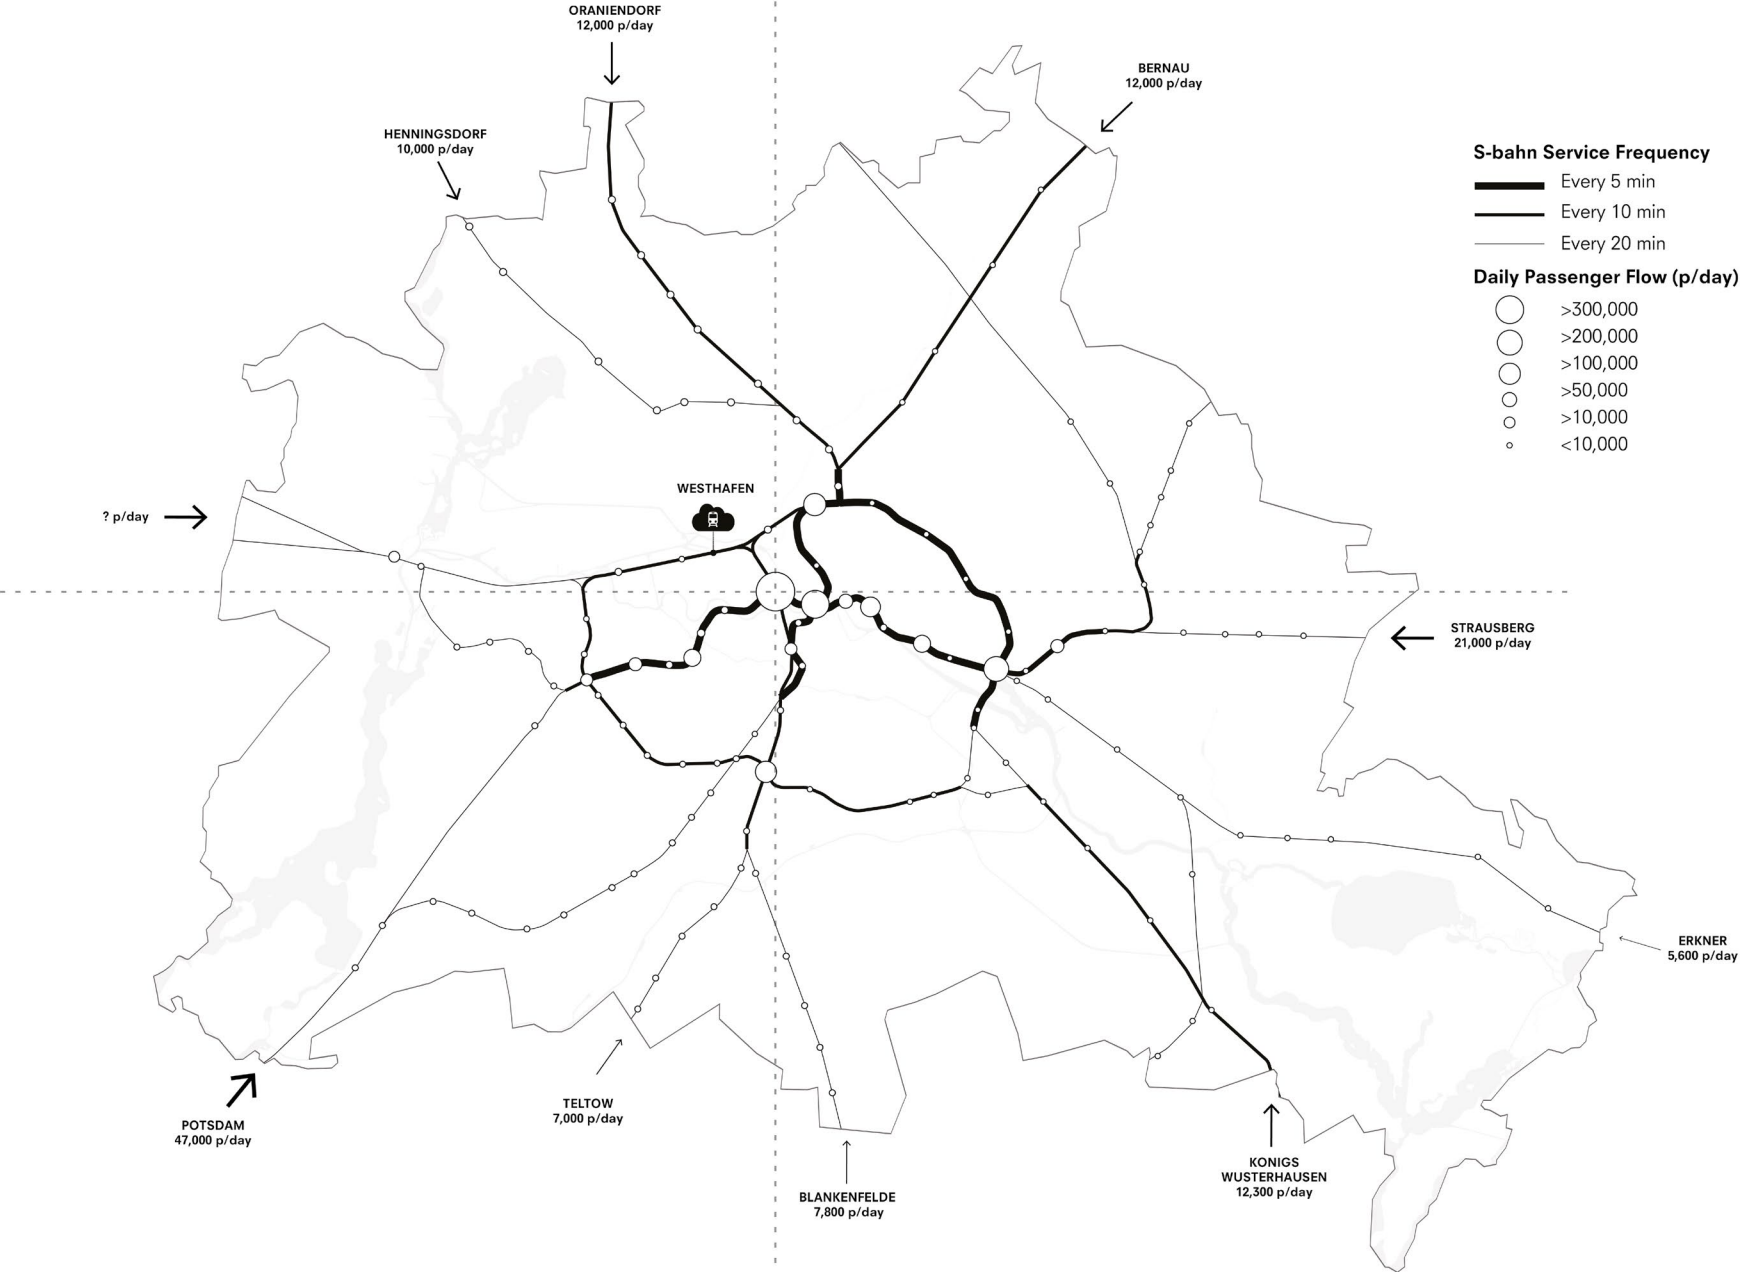 ORANIENDORF
12,000 p/day
BERNAU
12,000 p/day
HENNINGSDORF
10,000 p/day
S-bahn Service Frequency
Every 5 min
Every 10 min
Every 20 min
Daily Passenger Flow (p/day)
>300,000
>200,000
>100,000
>50,000
>10,000
<10,000
WESTHAFEN
? p/day
STRAUSBERG
21,000 p/day
ERKNER
5,600 p/day
POTSDAM
47,000 p/day
TELTOW
7,000 p/day
BLANKENFELDE
7,800 p/day
KONIGS
WUSTERHAUSEN
12,300 p/day